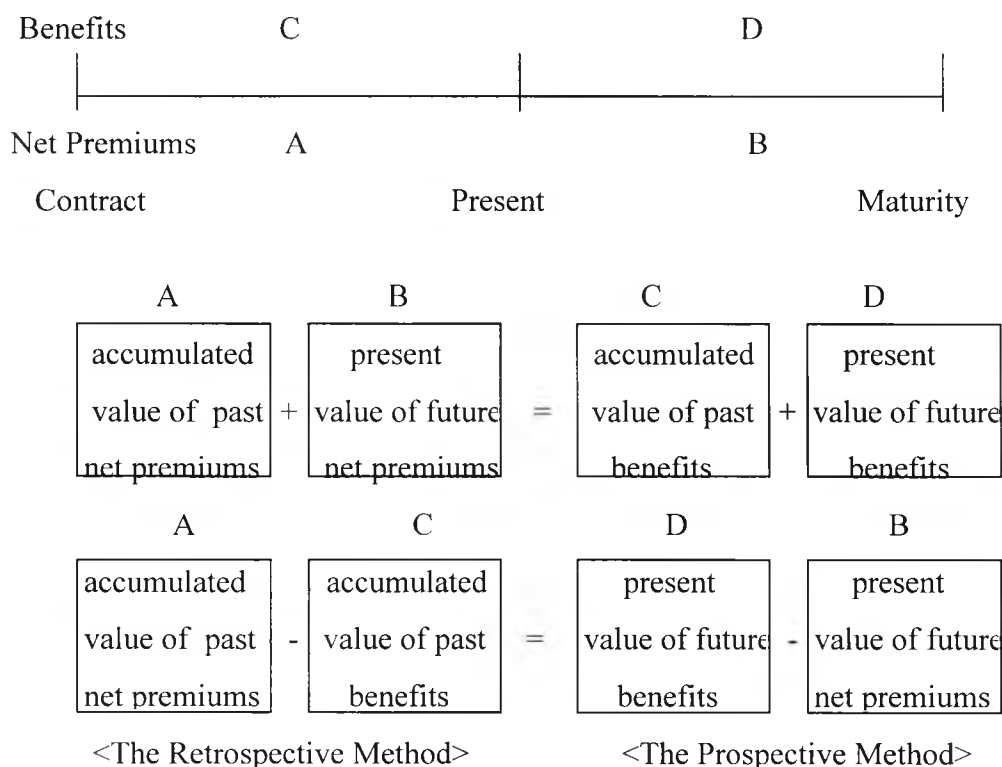 Benefits C D
Net Premiums A B
Contract Present Maturity
A B C D
accumulated present accumulated present
value of past + value of future = value of past + value of future
net premiums net premiums benefits benefits
A C D B
accumulated accumulated present present
value of past - value of past = value of future - value of future
net premiums benefits benefits net premiums
<The Retrospective Method> <The Prospective Method>